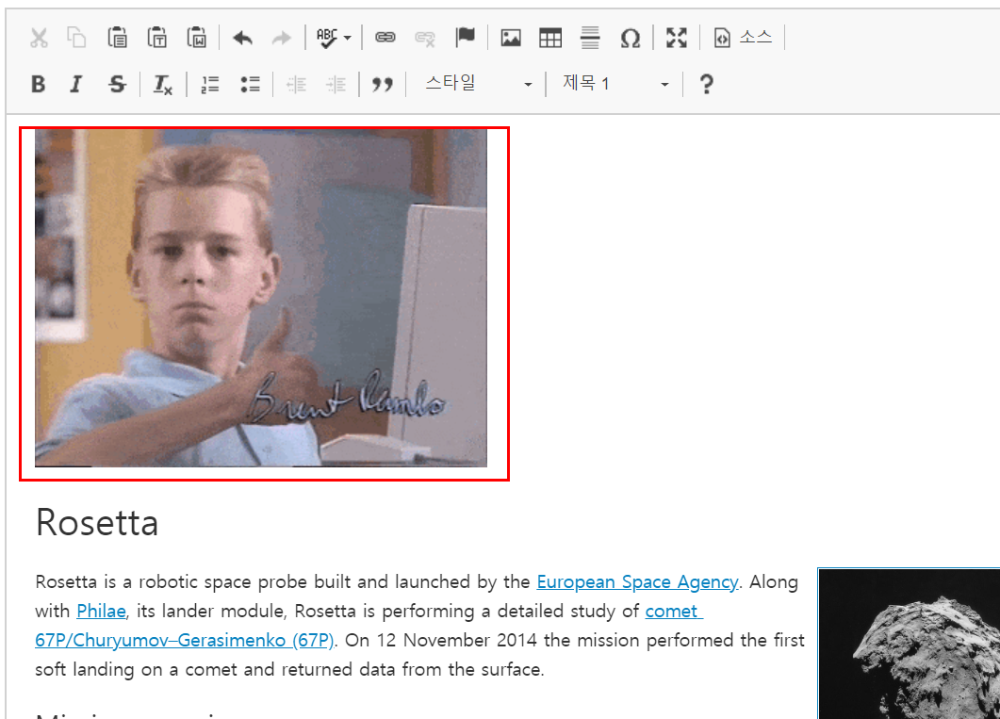 ABC
소스
B I S Tx
스타일
제목 1
?
Brent Rambo
Rosetta
Rosetta is a robotic space probe built and launched by the European Space Agency. Along
with Philae, its lander module, Rosetta is performing a detailed study of comet
67P/Churyumov–Gerasimenko (67P). On 12 November 2014 the mission performed the first
soft landing on a comet and returned data from the surface.